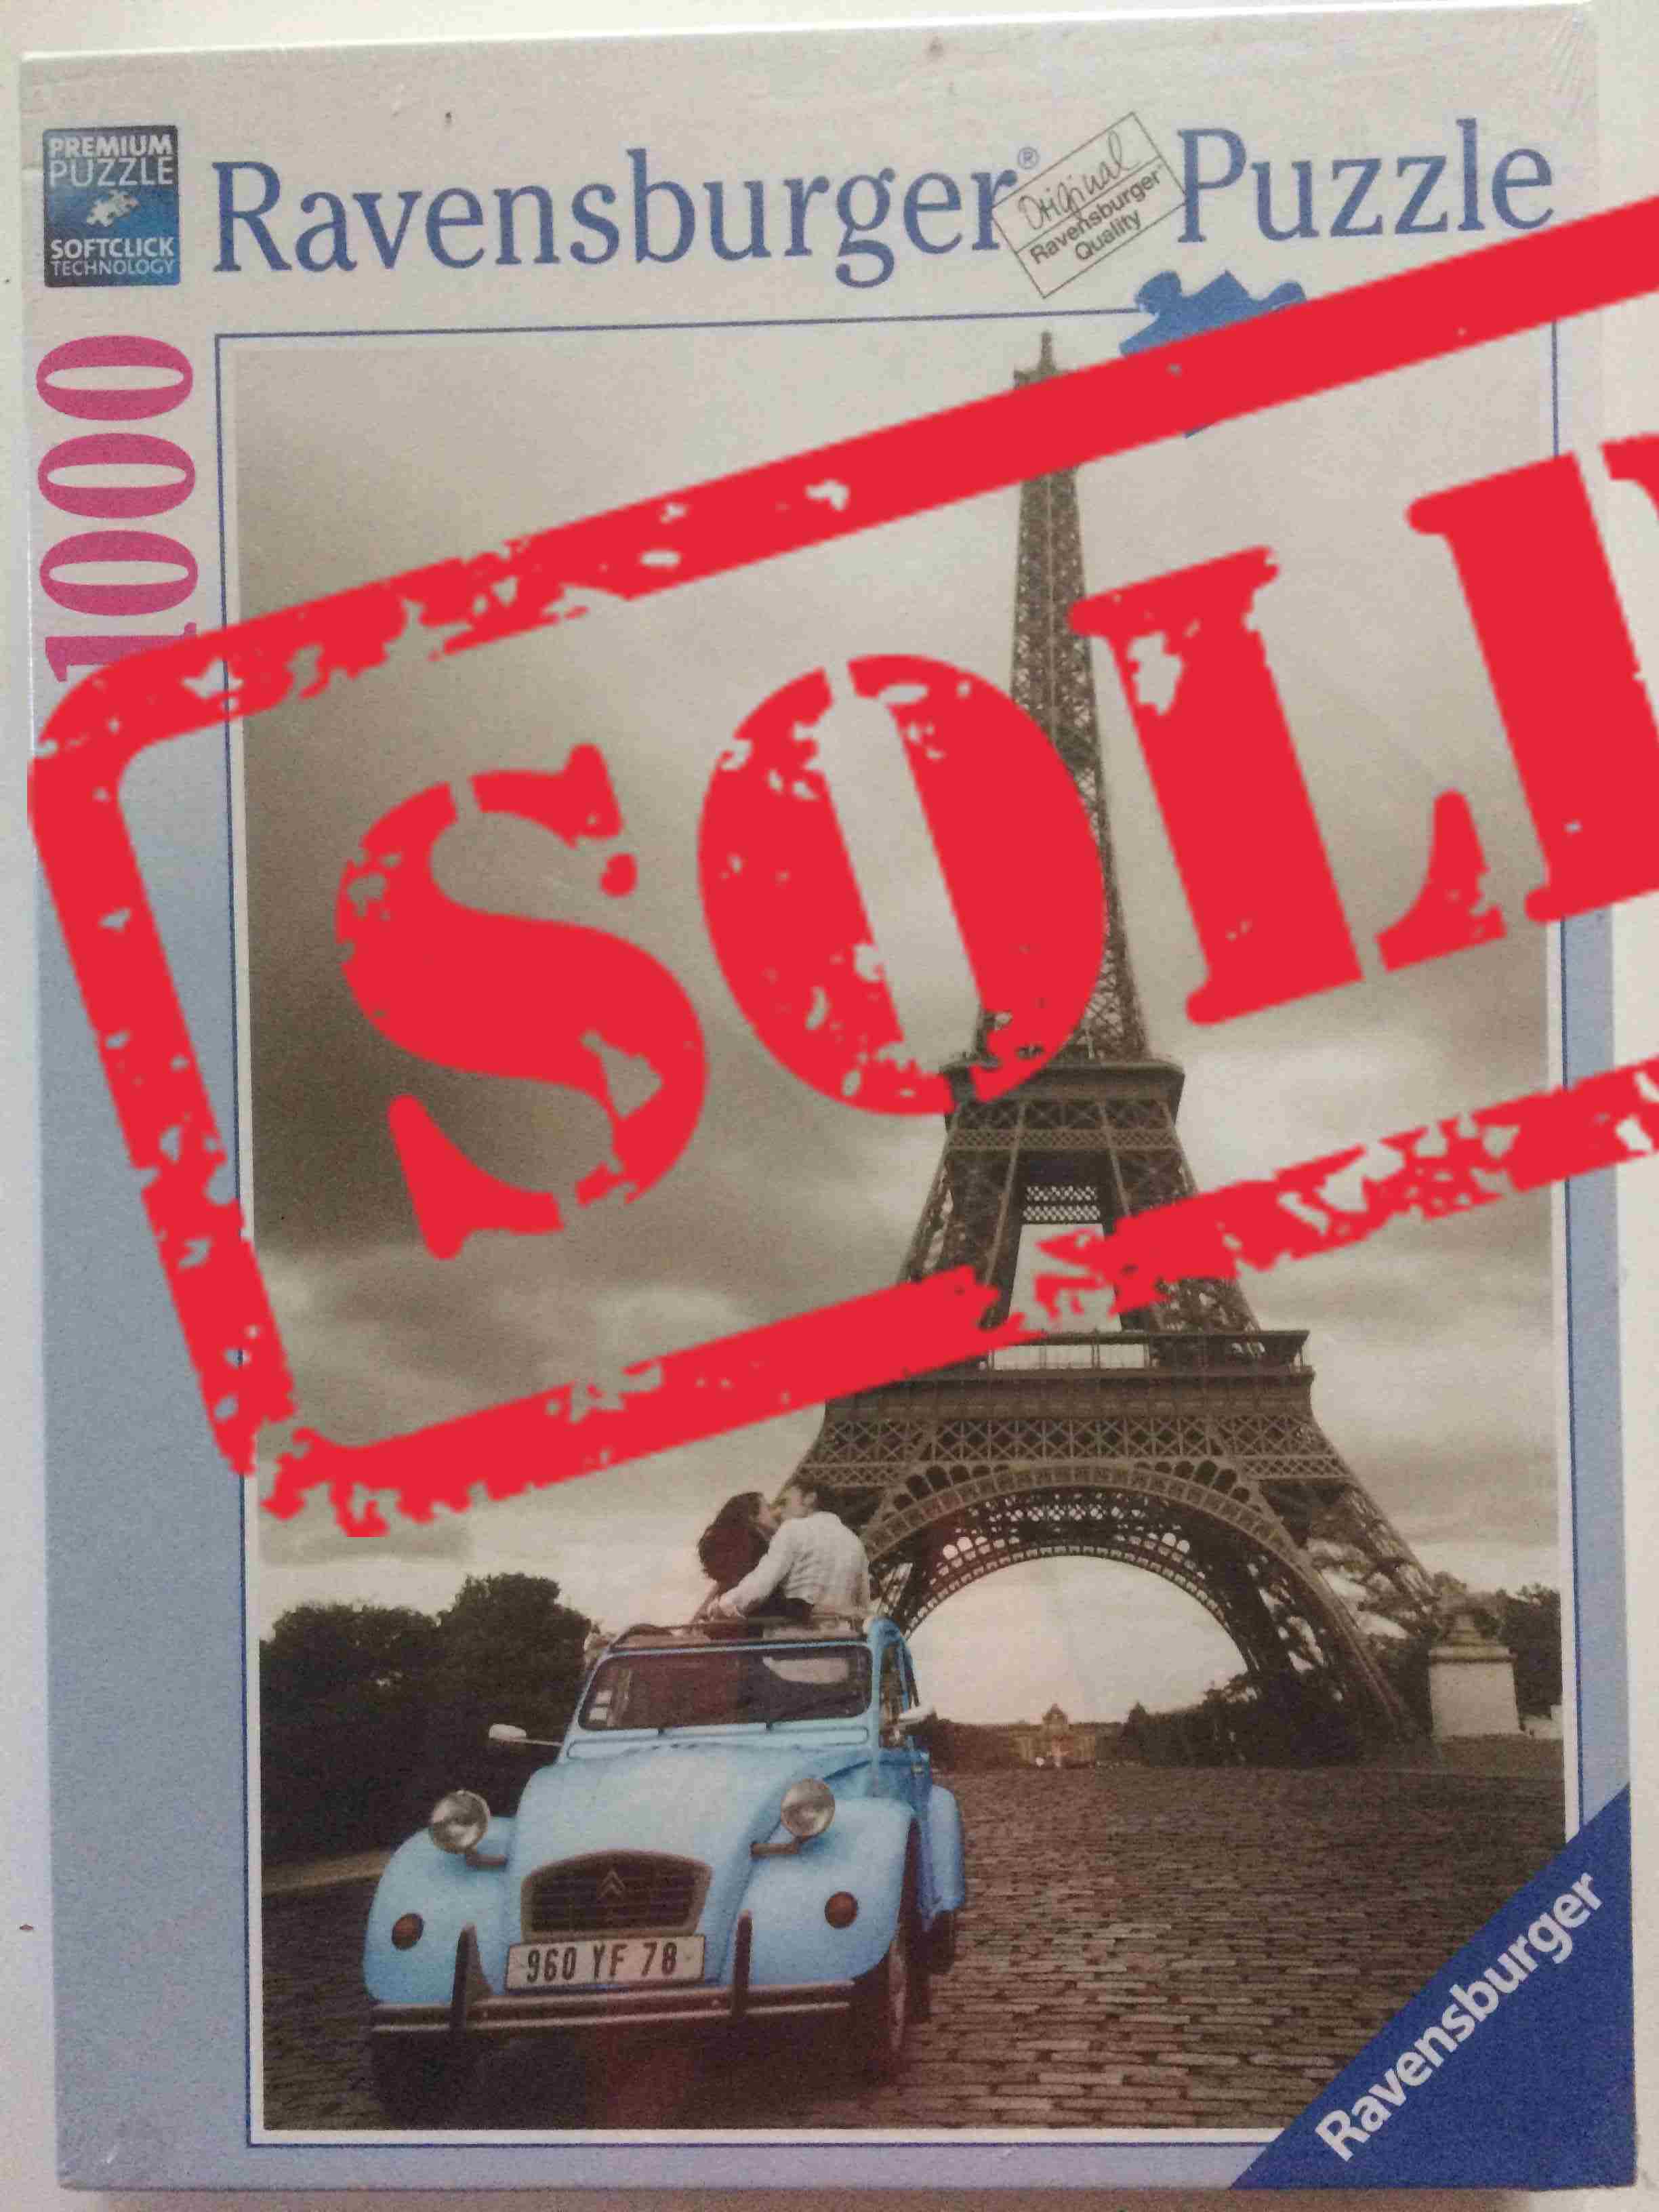 PREMIUM
PUZZLE
SOFTCLICK
TECHNOLOGY
Ravensburger® Puzzle
Original
Ravensburger
Quality
1000
SOLD
960 YF 78
Ravensburger